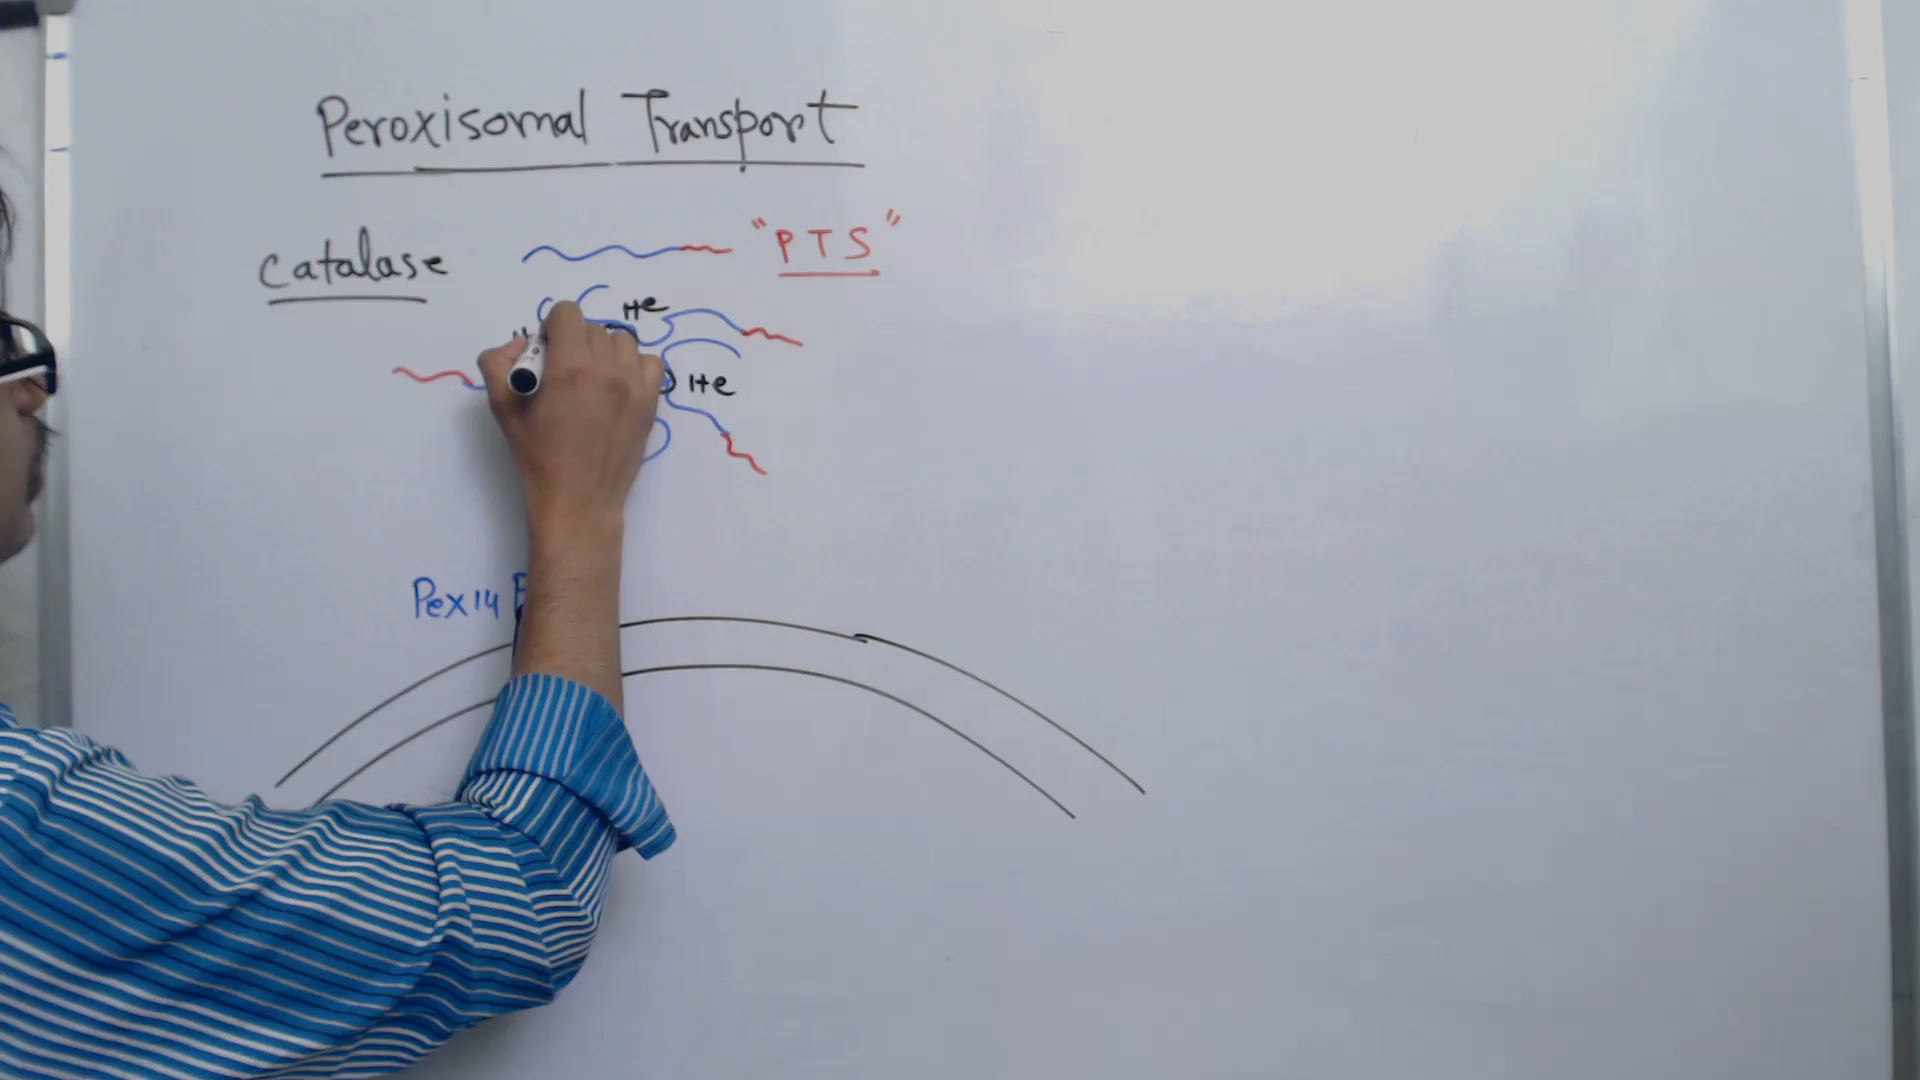 Peroxisomal Transport
Catalase
"PTS"
He
He
Pex14